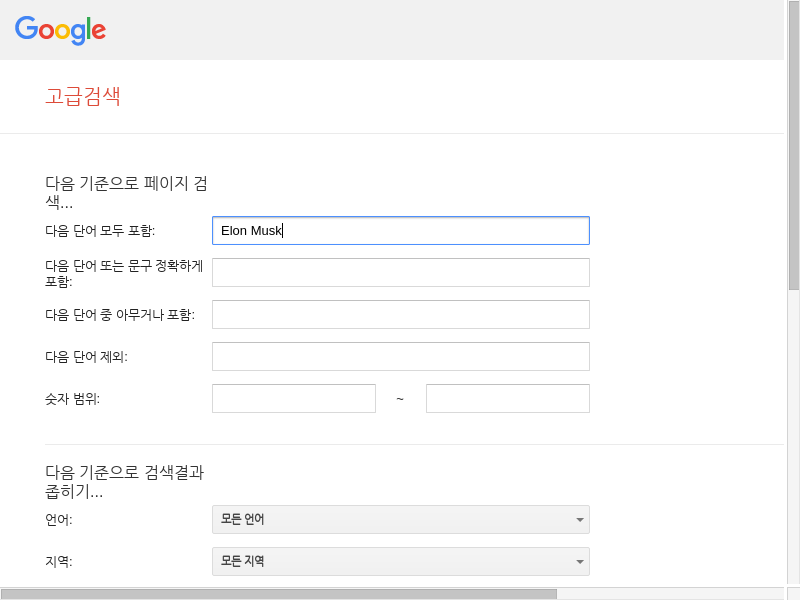 Google
고급검색
다음 기준으로 페이지 검
색...
다음 단어 모두 포함:
Elon Musk
다음 단어 또는 문구 정확하게
포함:
다음 단어 중 아무거나 포함:
다음 단어 제외:
숫자 범위:
~
다음 기준으로 검색결과
좁히기...
언어:
모든 언어
지역:
모든 지역